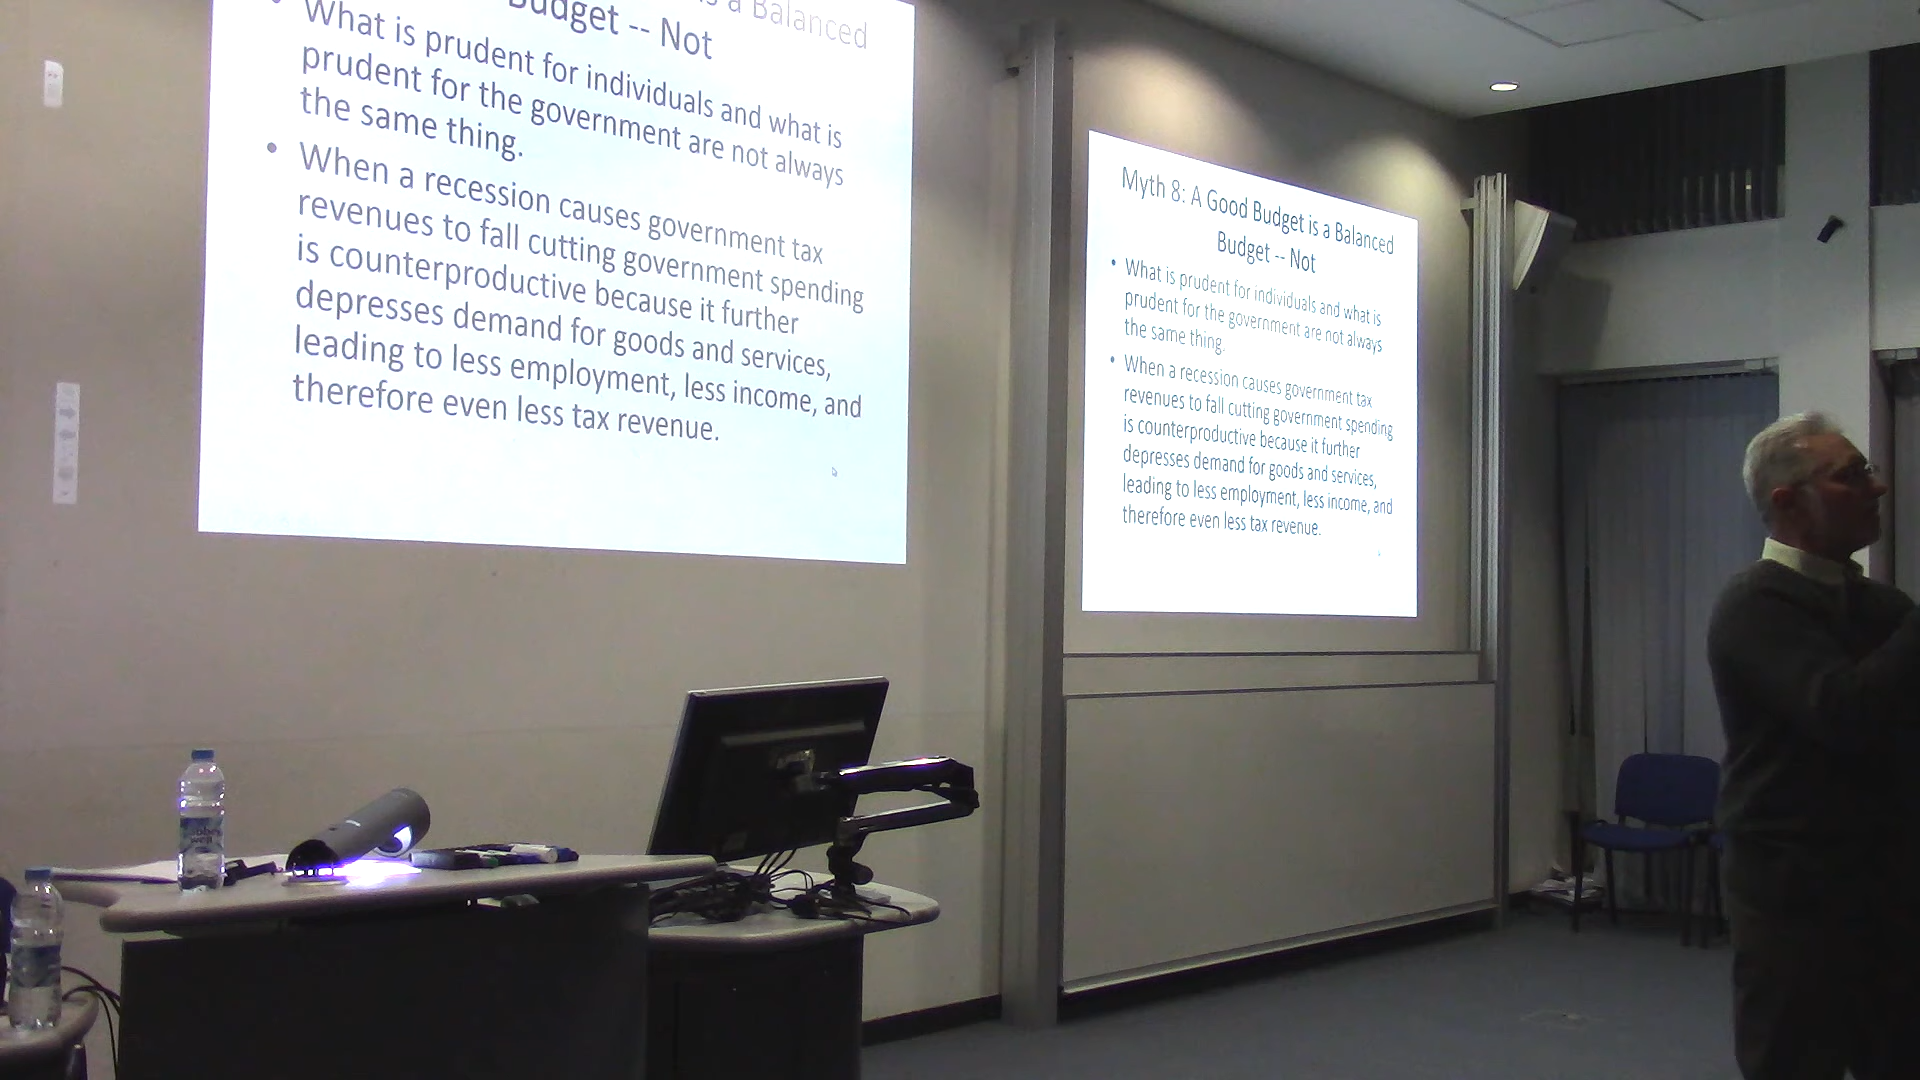 is a Balanced
Budget -- Not
• What is prudent for individuals and what is
prudent for the government are not always
the same thing.
• When a recession causes government tax
revenues to fall cutting government spending
is counterproductive because it further
depresses demand for goods and services,
leading to less employment, less income, and
therefore even less tax revenue.
Myth 8: A Good Budget is a Balanced
Budget -- Not
• What is prudent for individuals and what is
prudent for the government are not always
the same thing.
• When a recession causes government tax
revenues to fall cutting government spending
is counterproductive because it further
depresses demand for goods and services,
leading to less employment, less income, and
therefore even less tax revenue.